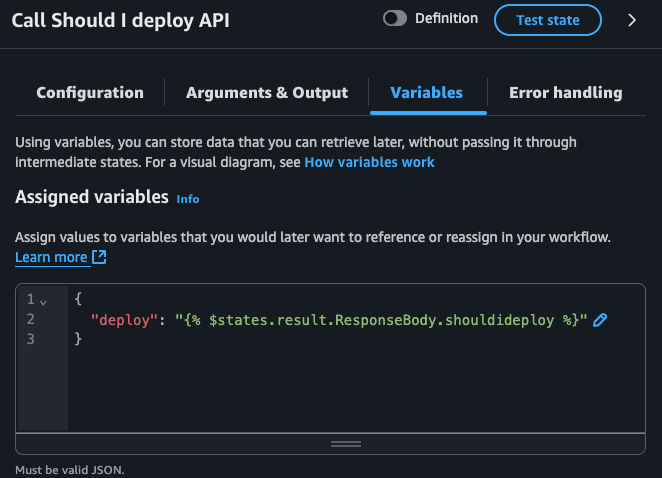 Call Should I deploy API
Definition
Test state
Configuration
Arguments & Output
Variables
Error handling
Using variables, you can store data that you can retrieve later, without passing it through
intermediate states. For a visual diagram, see How variables work
Assigned variables Info
Assign values to variables that you would later want to reference or reassign in your workflow.
Learn more
1 {
2 "deploy": "{% $states.result.ResponseBody.shouldideploy %}"
3 }
Must be valid JSON.